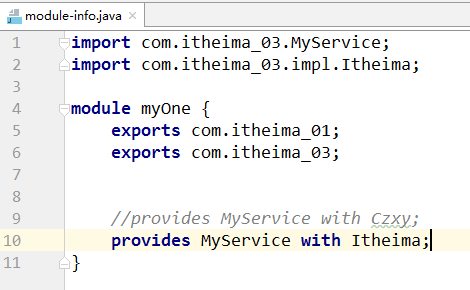 module-info.java
1 import com.itheima_03.MyService;
2 import com.itheima_03.impl.Itheima;
3
4 module myOne {
5 exports com.itheima_01;
6 exports com.itheima_03;
7
8
9 //provides MyService with Czxy;
10 provides MyService with Itheima;
11 }